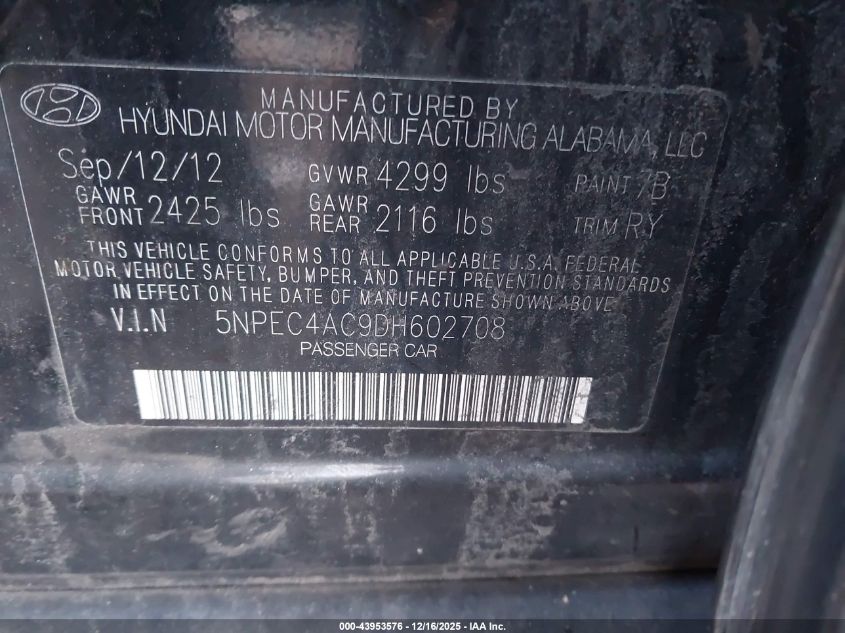 MANUFACTURED BY
HYUNDAI MOTOR MANUFACTURING ALABAMA, LLC
Sep/12/12 GVWR 4299 lbs PAINT 7B
GAWR FRONT 2425 lbs GAWR REAR 2116 lbs TRIM RY
THIS VEHICLE CONFORMS TO ALL APPLICABLE U.S.A. FEDERAL
MOTOR VEHICLE SAFETY, BUMPER, AND THEFT PREVENTION STANDARDS
IN EFFECT ON THE DATE OF MANUFACTURE SHOWN ABOVE
V.I.N 5NPEC4AC9DH602708
PASSENGER CAR
000-43953576 - 12/16/2025 - IAA Inc.